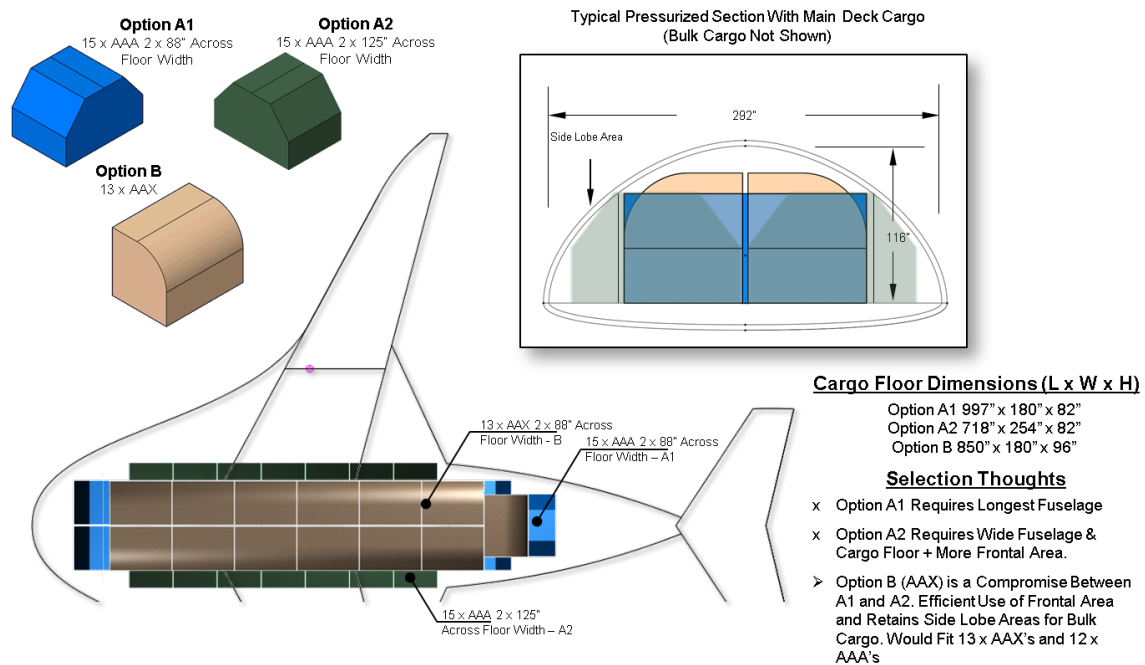 Option A1
15 x AAA 2 x 88" Across
Floor Width
Option A2
15 x AAA 2 x 125" Across
Floor Width
Option B
13 x AAX
Typical Pressurized Section With Main Deck Cargo
(Bulk Cargo Not Shown)
292"
Side Lobe Area
116"
13 x AAX 2 x 88" Across
Floor Width - B
15 x AAA 2 x 88" Across
Floor Width – A1
15 x AAA 2 x 125"
Across Floor Width – A2
Cargo Floor Dimensions (L x W x H)
Option A1 997" x 180" x 82"
Option A2 718" x 254" x 82"
Option B 850" x 180" x 96"
Selection Thoughts
x Option A1 Requires Longest Fuselage
x Option A2 Requires Wide Fuselage &
Cargo Floor + More Frontal Area.
➢ Option B (AAX) is a Compromise Between
A1 and A2. Efficient Use of Frontal Area
and Retains Side Lobe Areas for Bulk
Cargo. Would Fit 13 x AAX's and 12 x
AAA's